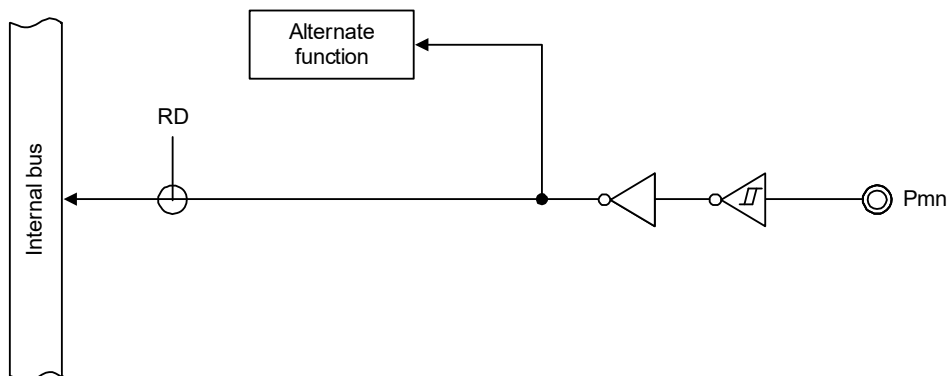 Alternate
function
RD
Internal bus
Pmn